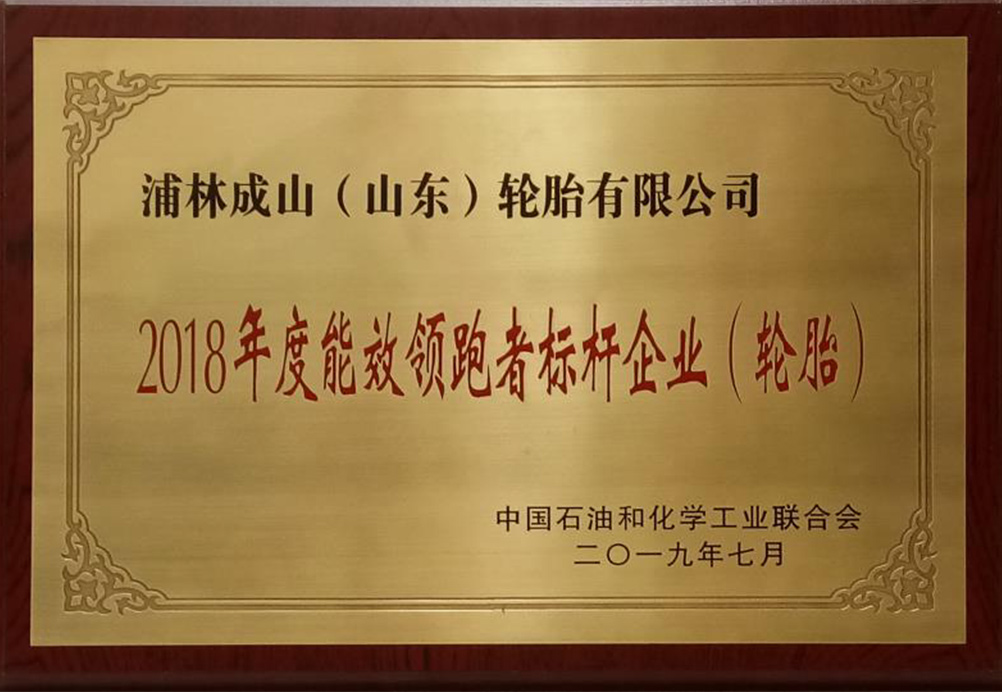 浦林成山（山东）轮胎有限公司
2018年度能效领跑者标杆企业（轮胎）
中国石油和化学工业联合会
二〇一九年七月